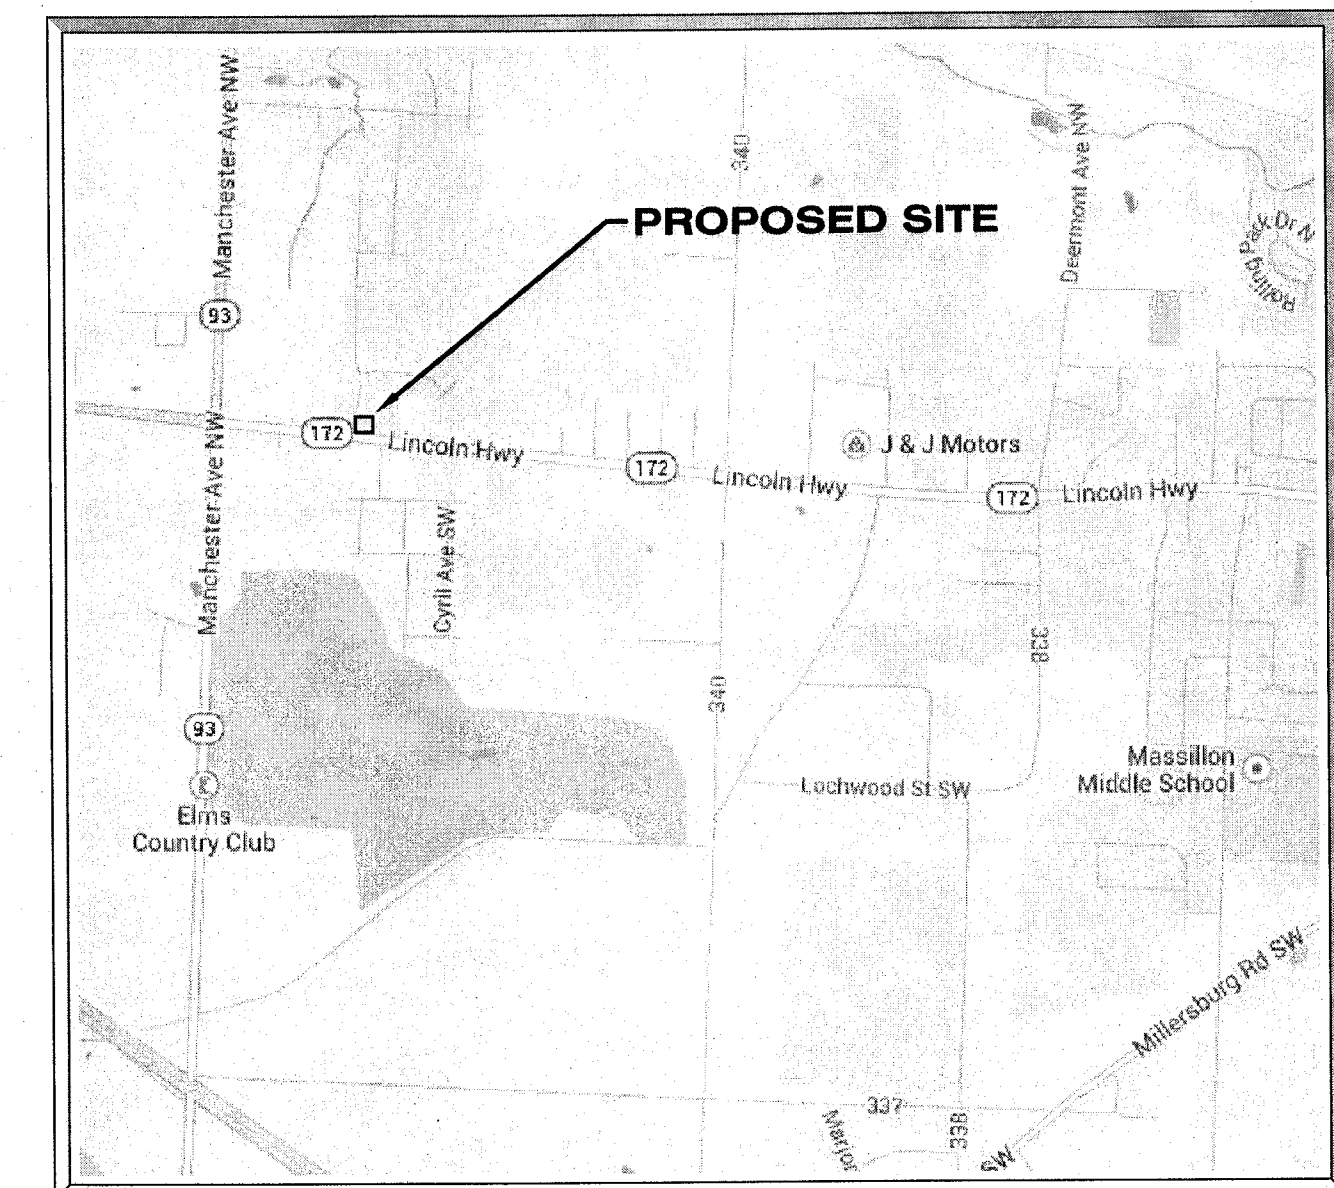 Manchester Ave NW
340
Deermont Ave NW
PROPOSED SITE
Rolling Park Dr N
93
172
Lincoln Hwy
Manchester Ave NW
J & J Motors
172
Lincoln Hwy
172
Lincoln Hwy
Cyril Ave SW
338
340
93
Massillon
Middle School
Lochwood St SW
Elms
Country Club
Millersburg Rd SW
337
338
SW